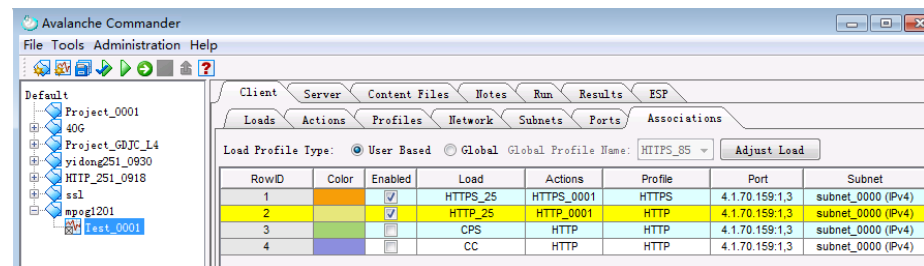 Avalanche Commander
File Tools Administration Help
Default
Project_0001
40G
Project_GDJC_L4
yidong251_0930
HTTP_251_0918
ssl
mpog1201
Test_0001
Client Server Content Files Notes Run Results ESP
Loads Actions Profiles Network Subnets Ports Associations
Load Profile Type: User Based Global Global Profile Name: HTTPS_85 Adjust Load
RowID Color Enabled Load Actions Profile Port Subnet
1 HTTPS_25 HTTPS_0001 HTTPS 4.1.70.159:1,3 subnet_0000 (IPv4)
2 HTTP_25 HTTP_0001 HTTP 4.1.70.159:1,3 subnet_0000 (IPv4)
3 CPS HTTP HTTP 4.1.70.159:1,3 subnet_0000 (IPv4)
4 CC HTTP HTTP 4.1.70.159:1,3 subnet_0000 (IPv4)